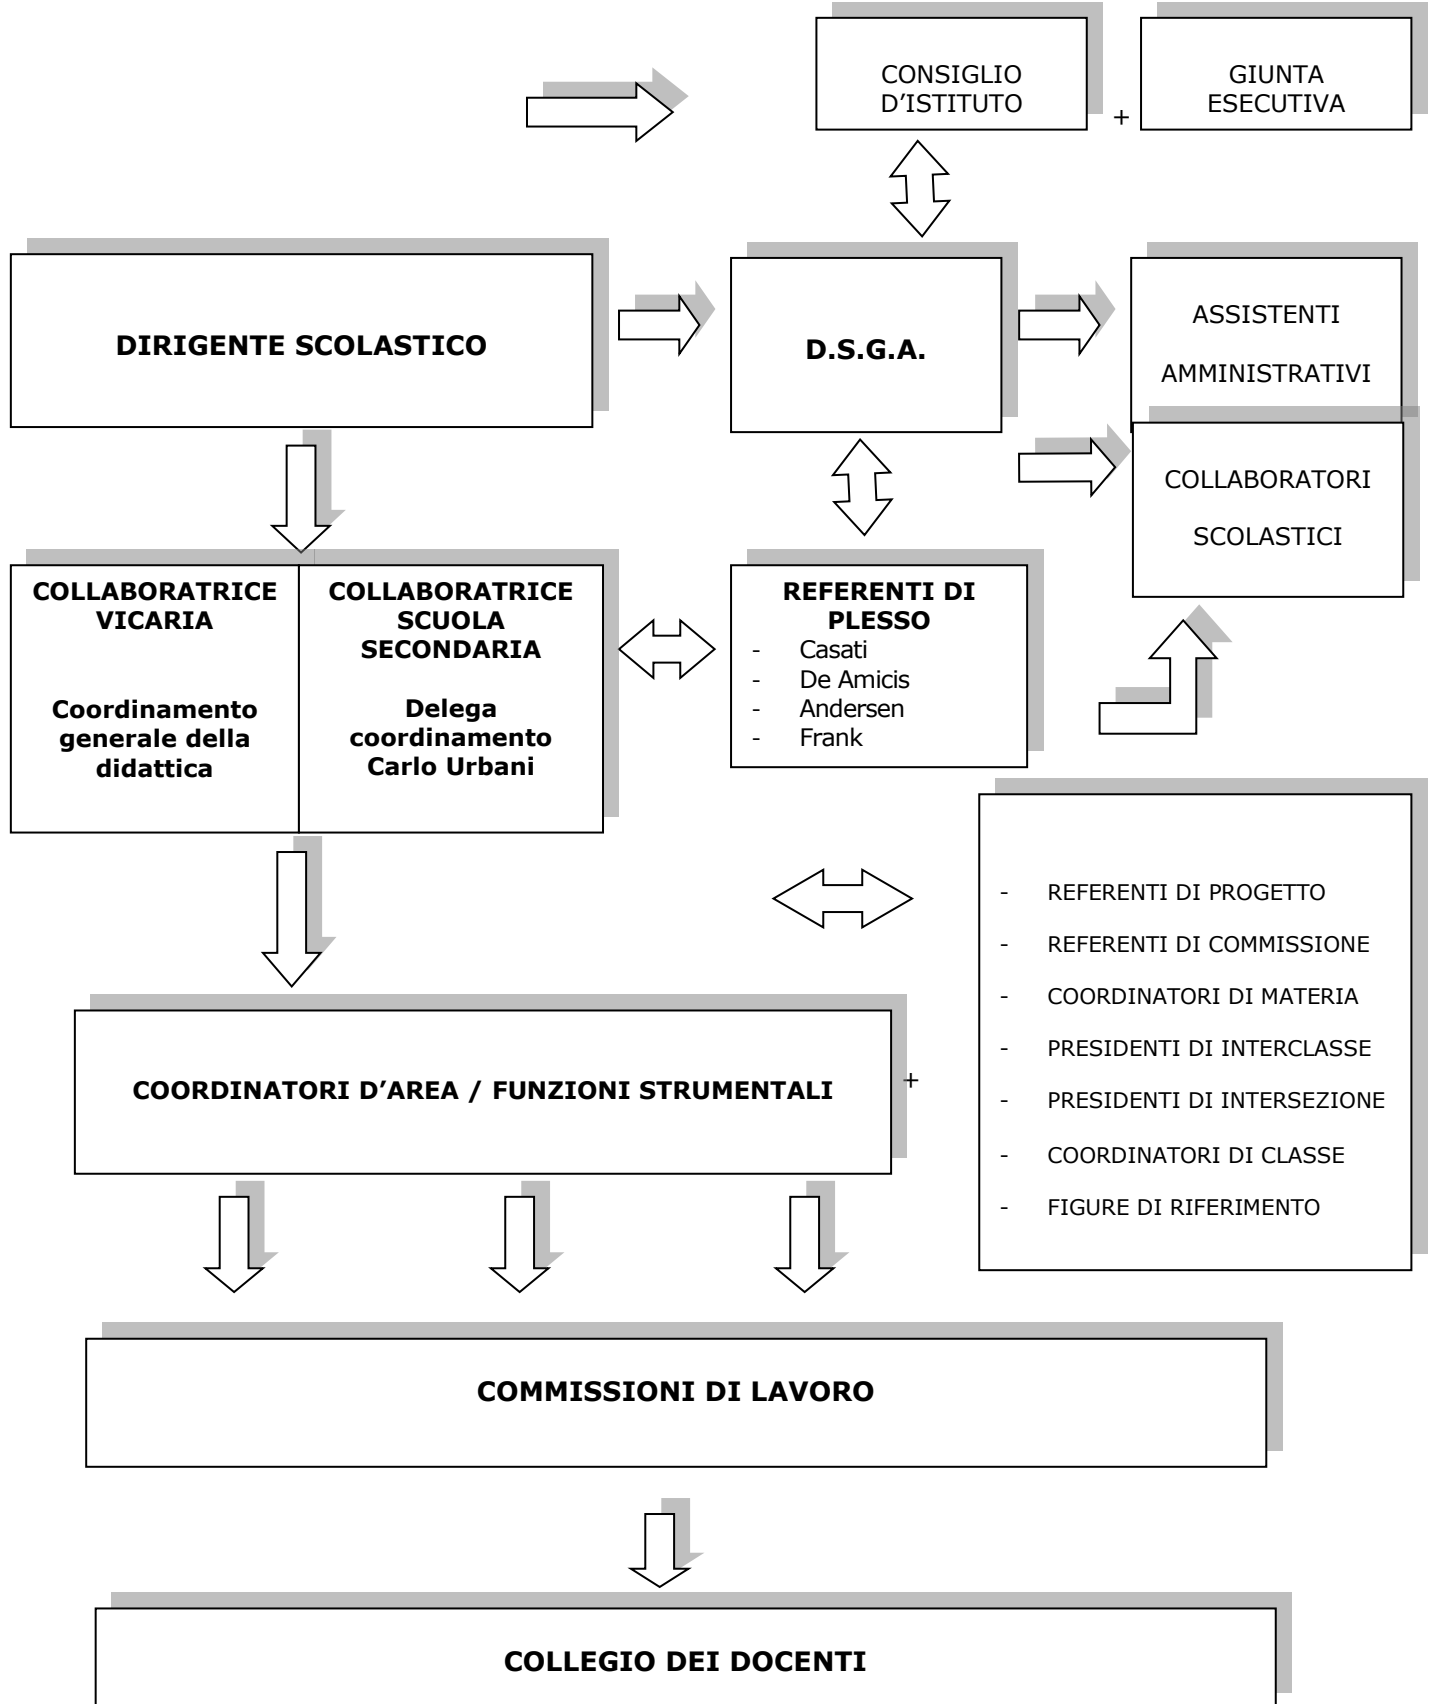 CONSIGLIO
D'ISTITUTO
+
GIUNTA
ESECUTIVA
DIRIGENTE SCOLASTICO
D.S.G.A.
ASSISTENTI
AMMINISTRATIVI
COLLABORATORI
SCOLASTICI
COLLABORATRICE
VICARIA
Coordinamento
generale della
didattica
COLLABORATRICE
SCUOLA
SECONDARIA
Delega
coordinamento
Carlo Urbani
REFERENTI DI
PLESSO
- Casati
- De Amicis
- Andersen
- Frank
- REFERENTI DI PROGETTO
- REFERENTI DI COMMISSIONE
- COORDINATORI DI MATERIA
- PRESIDENTI DI INTERCLASSE
- PRESIDENTI DI INTERSEZIONE
- COORDINATORI DI CLASSE
- FIGURE DI RIFERIMENTO
COORDINATORI D'AREA / FUNZIONI STRUMENTALI
+
COMMISSIONI DI LAVORO
COLLEGIO DEI DOCENTI